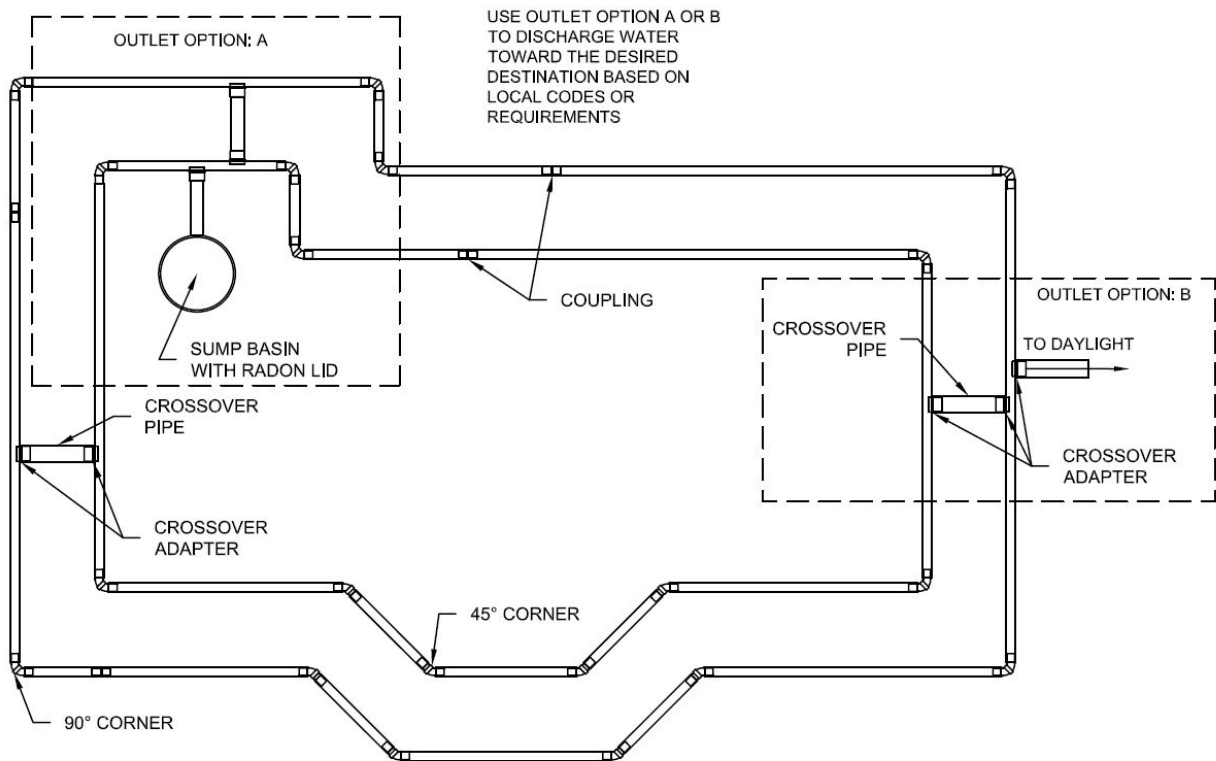 OUTLET OPTION: A
USE OUTLET OPTION A OR B
TO DISCHARGE WATER
TOWARD THE DESIRED
DESTINATION BASED ON
LOCAL CODES OR
REQUIREMENTS
SUMP BASIN
WITH RADON LID
COUPLING
OUTLET OPTION: B
CROSSOVER
PIPE
TO DAYLIGHT
CROSSOVER
ADAPTER
CROSSOVER
PIPE
CROSSOVER
ADAPTER
45° CORNER
90° CORNER